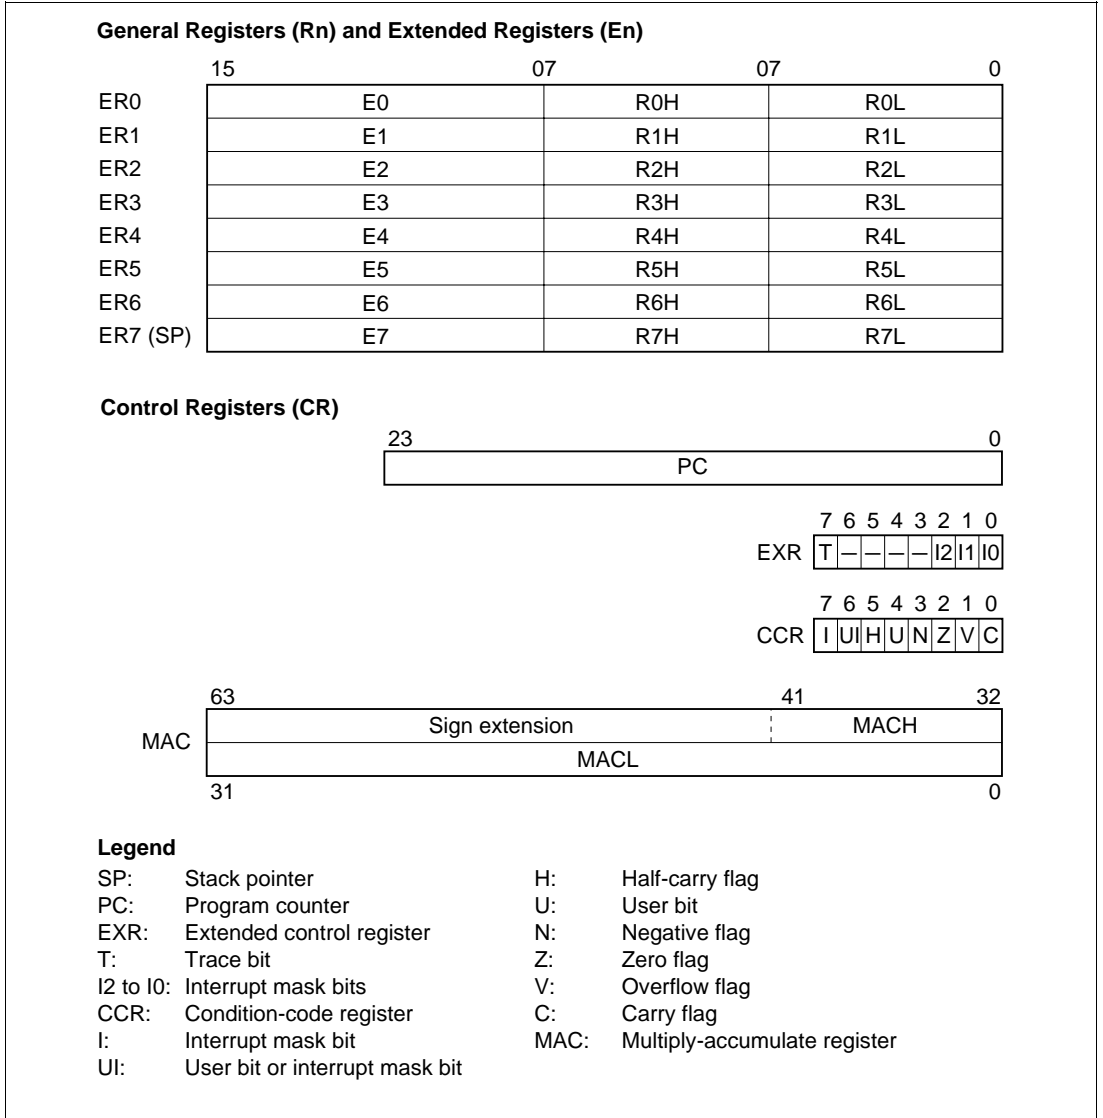 General Registers (Rn) and Extended Registers (En)
15 07 07 0
ER0 E0 R0H R0L
ER1 E1 R1H R1L
ER2 E2 R2H R2L
ER3 E3 R3H R3L
ER4 E4 R4H R4L
ER5 E5 R5H R5L
ER6 E6 R6H R6L
ER7 (SP) E7 R7H R7L
Control Registers (CR)
23 0
PC
7 6 5 4 3 2 1 0
EXR T — — — — I2 I1 I0
7 6 5 4 3 2 1 0
CCR I UI H U N Z V C
63 41 32
Sign extension MACH
MAC
MACL
31 0
Legend
SP: Stack pointer
PC: Program counter
EXR: Extended control register
T: Trace bit
I2 to I0: Interrupt mask bits
CCR: Condition-code register
I: Interrupt mask bit
UI: User bit or interrupt mask bit
H: Half-carry flag
U: User bit
N: Negative flag
Z: Zero flag
V: Overflow flag
C: Carry flag
MAC: Multiply-accumulate register